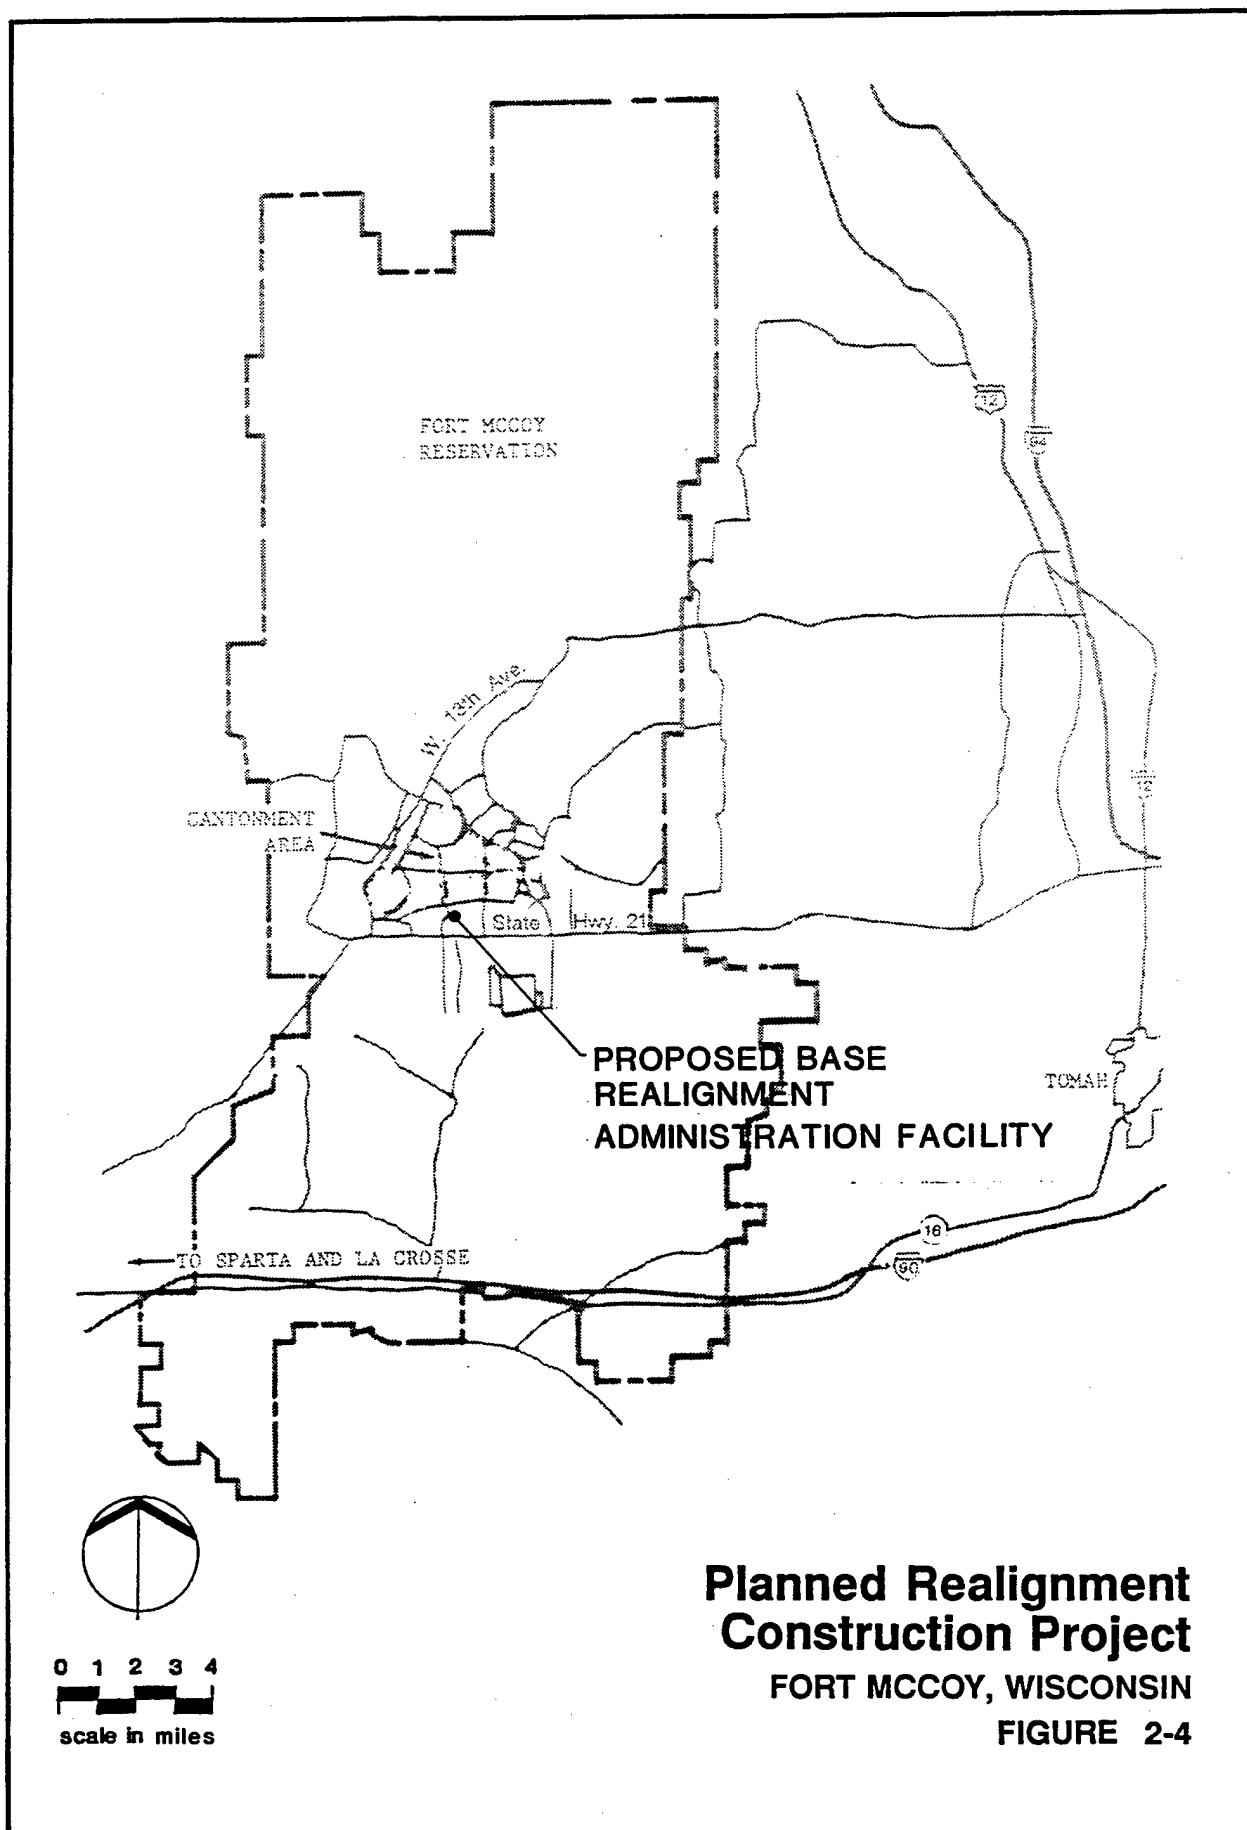 12
94
FORT MCCOY
RESERVATION
W. 13th Ave.
12
CANTONMENT
AREA
State Hwy. 21
PROPOSED BASE
REALIGNMENT
ADMINISTRATION FACILITY
TOMAH
16
TO SPARTA AND LA CROSSE
90
0 1 2 3 4
scale in miles
Planned Realignment
Construction Project
FORT MCCOY, WISCONSIN
FIGURE 2-4